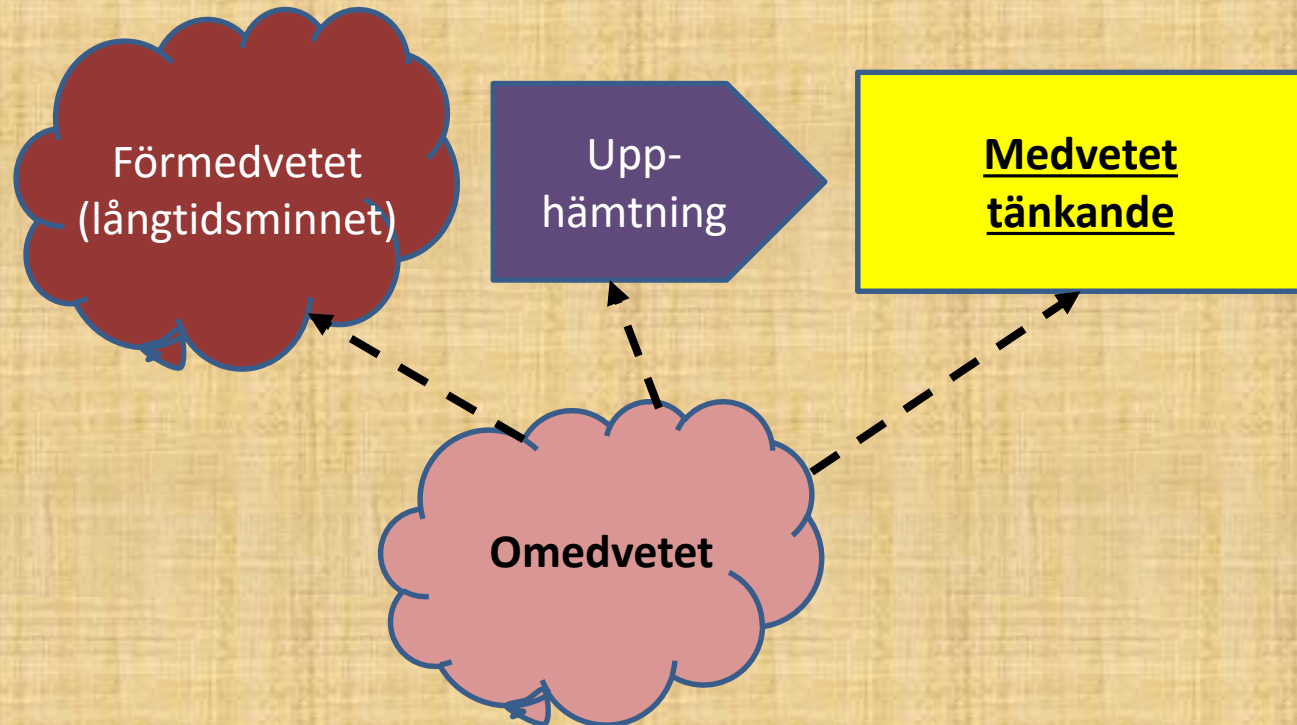 Förmedvetet
(långtidsminnet)
Upp-
hämtning
Medvetet
tänkande
Omedvetet